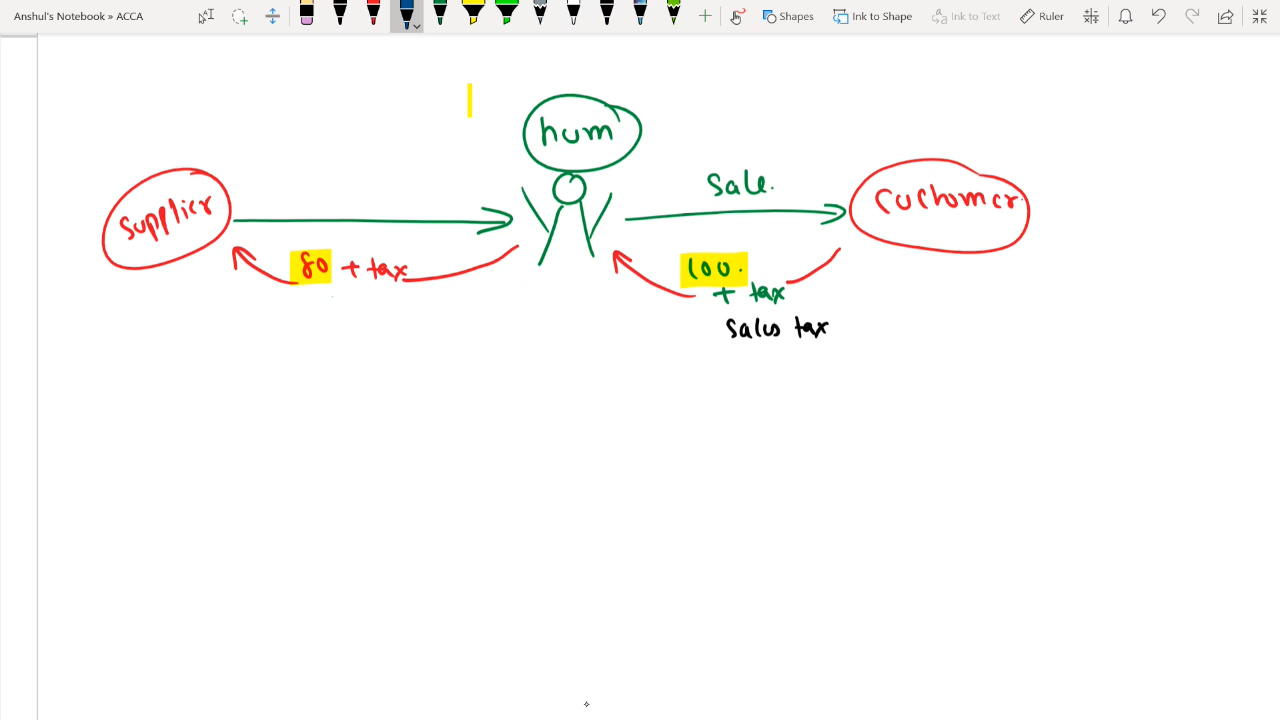 Anshul's Notebook » ACCA
Shapes
Ink to Shape
Ink to Text
Ruler
hum
Supplier
Sale.
Customer.
80 + tax
100.
+ tax
Sales tax